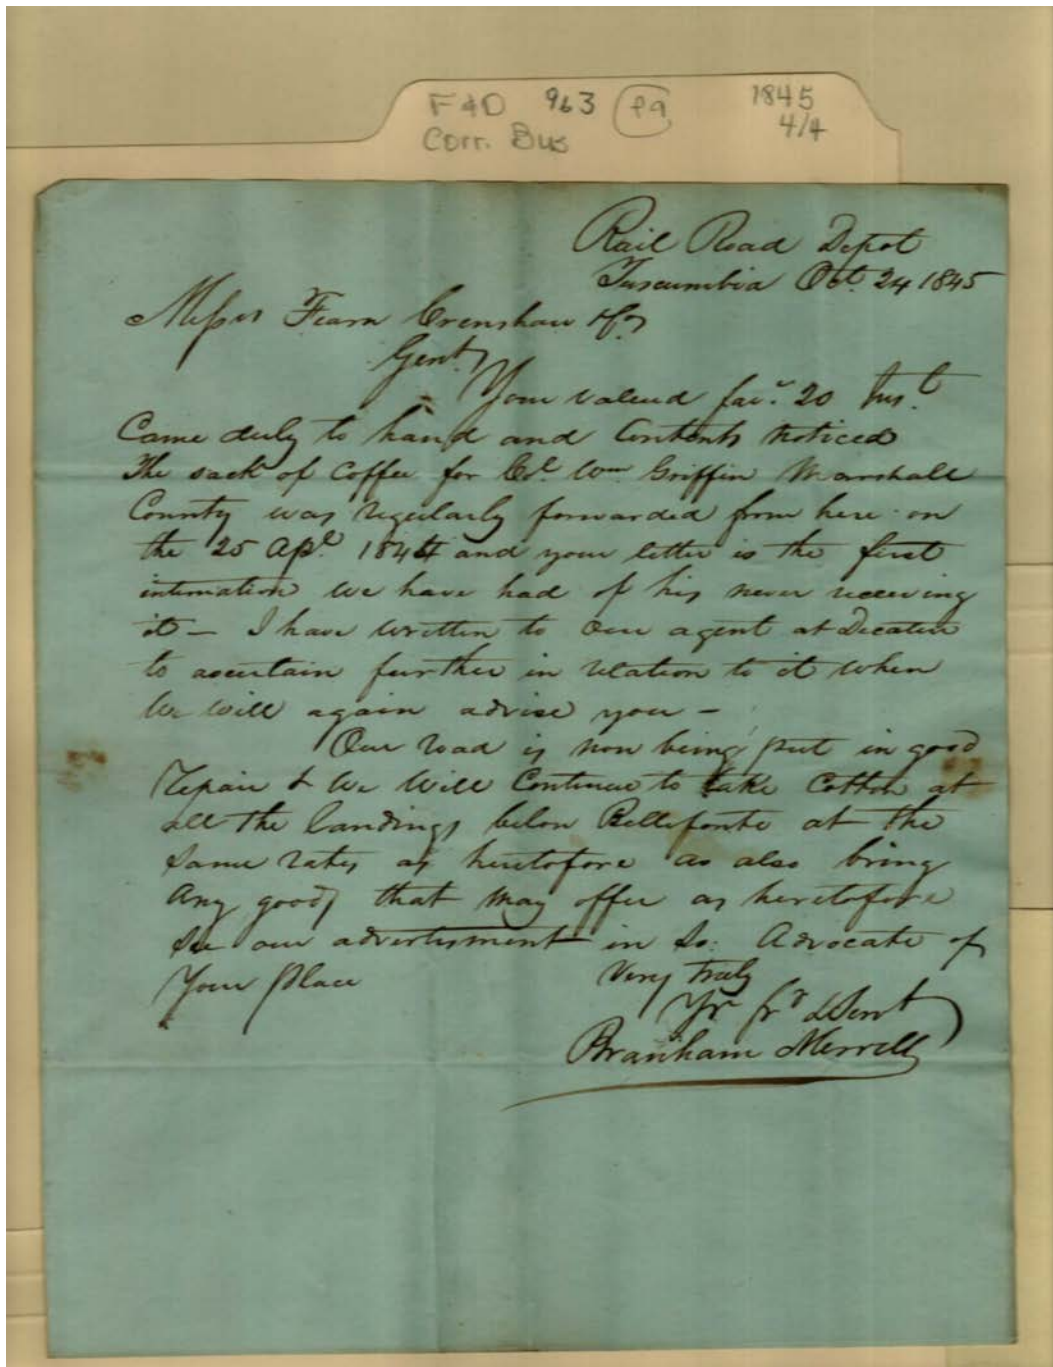 F&D 963 P9 1845
4/4
Corr. Bus
Rail Road Depot
Tuscumbia Oct. 24 1845
Messrs Fearn Crenshaw & Co
Gent.
Your valued fav. 20 Inst.
Came duly to hand and Contents noticed
The sack of Coffee for Col. Wm Griffin Marshall
County was regularly forwarded from here on
the 25 Apl. 1844 and your letter is the first
intimation we have had of his never receiving
it – I have written to our agent at Decatur
to ascertain further in relation to it when
We will again advise you –
Our road is now being put in good
repair & we will Continue to take Cotton at
all the landings below Bellefonte at the
Same rates as heretofore as also bring
any goods that may offer as heretofore
See our advertisment in So. Advocate of
Your place
Very truly
Yr fr &
Branham Merrill